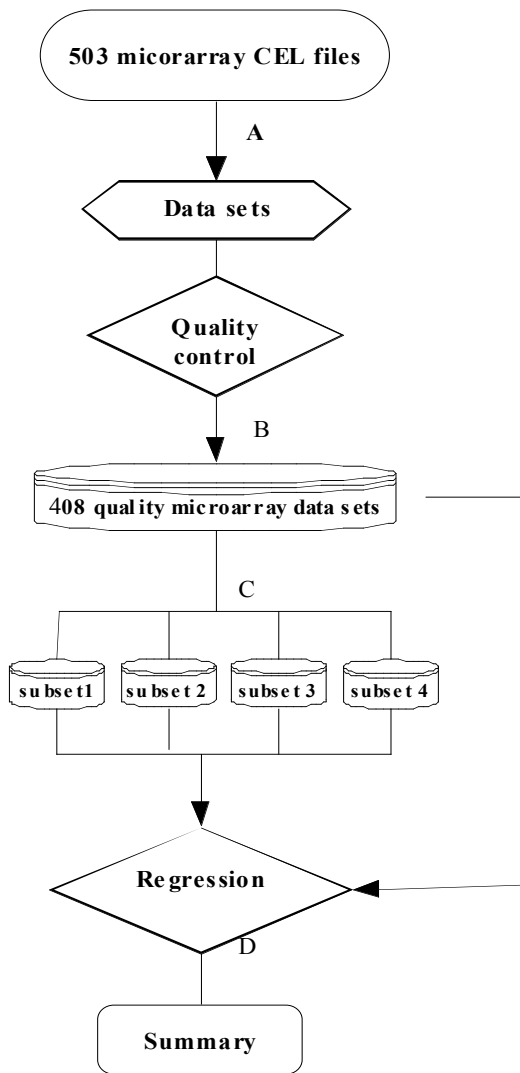 503 micorarray CEL files
A
Data sets
Quality
control
B
408 quality microarray data sets
C
subset1 subset 2 subset 3 subset 4
Regression
D
Summary